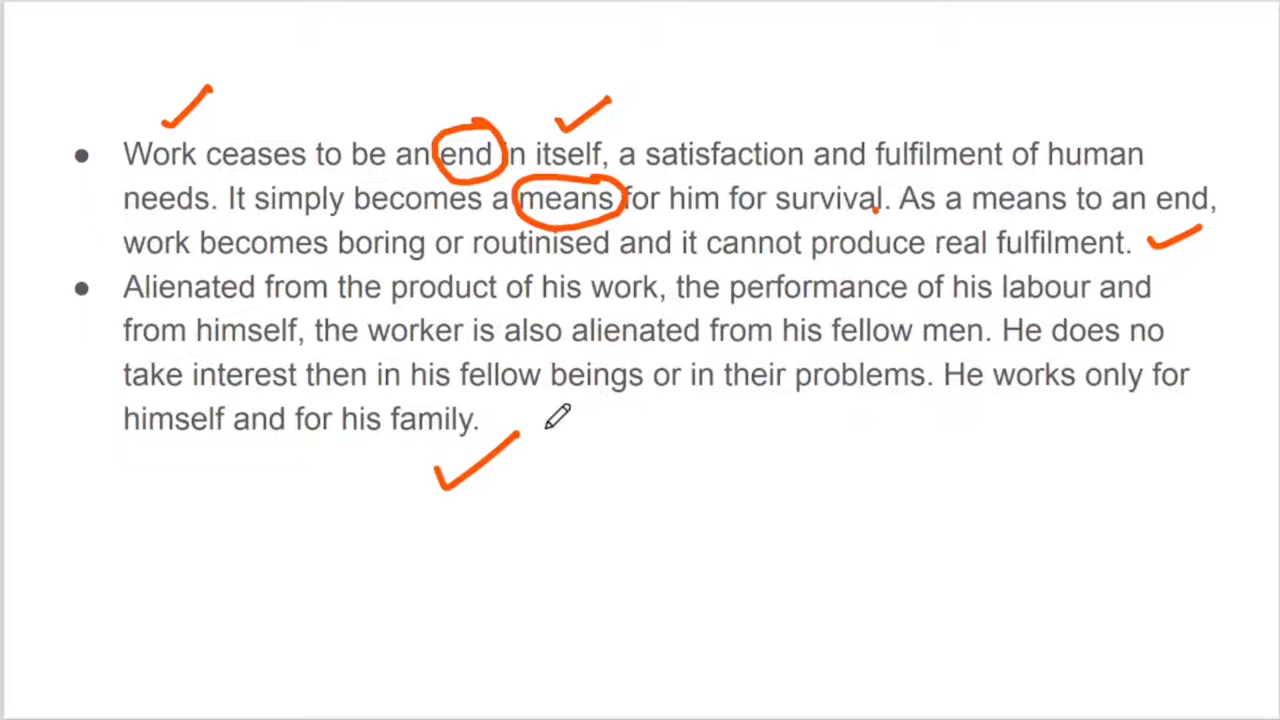 ● Work ceases to be an end in itself, a satisfaction and fulfilment of human
needs. It simply becomes a means for him for survival. As a means to an end,
work becomes boring or routinised and it cannot produce real fulfilment.
● Alienated from the product of his work, the performance of his labour and
from himself, the worker is also alienated from his fellow men. He does no
take interest then in his fellow beings or in their problems. He works only for
himself and for his family.